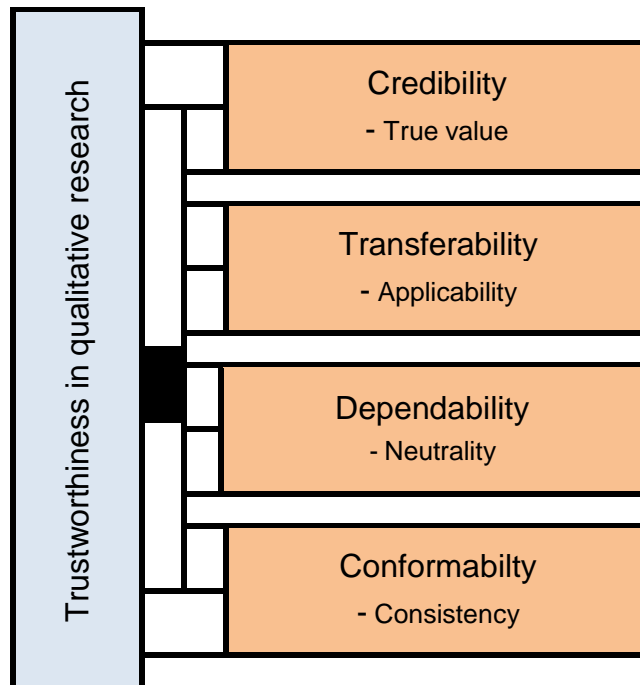 Trustworthiness in qualitative research
Credibility
- True value
Transferability
- Applicability
Dependability
- Neutrality
Conformabilty
- Consistency